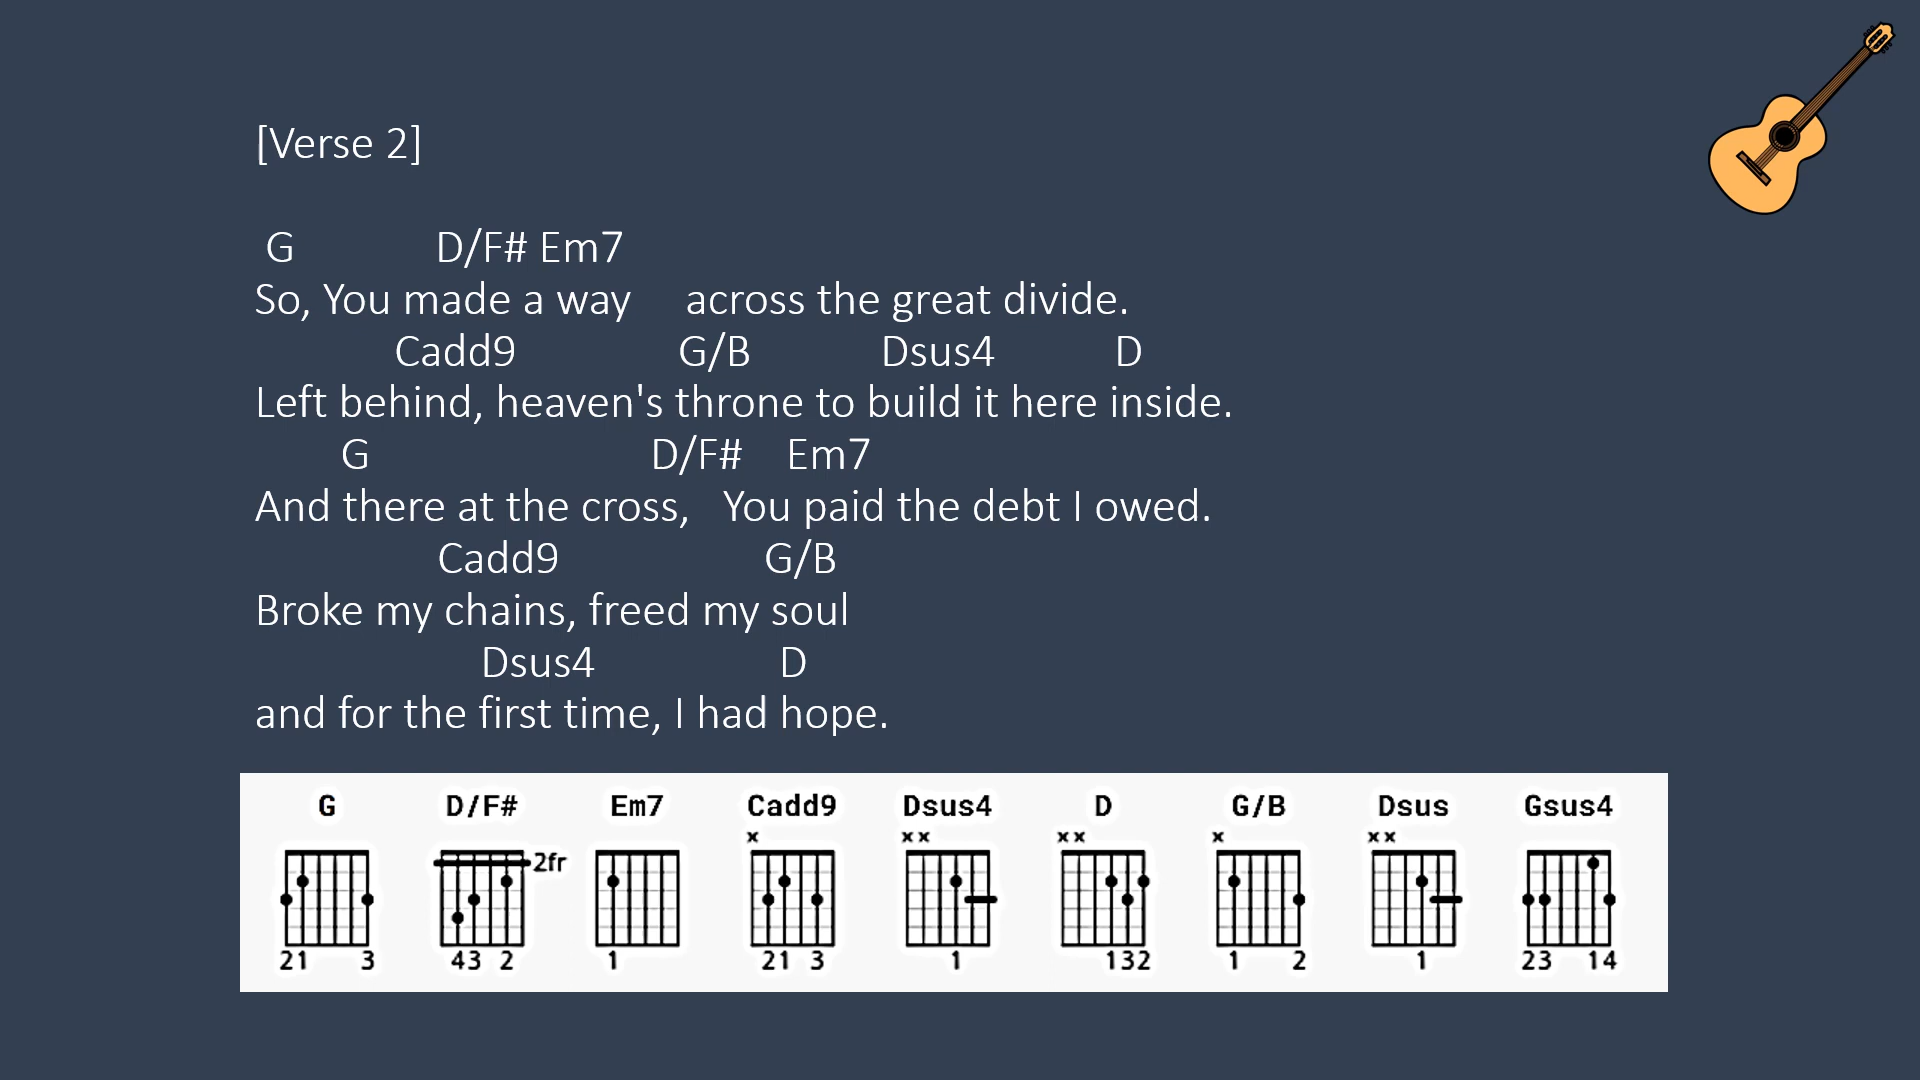 [Verse 2]
G D/F# Em7
So, You made a way across the great divide.
Cadd9 G/B Dsus4 D
Left behind, heaven's throne to build it here inside.
G D/F# Em7
And there at the cross, You paid the debt I owed.
Cadd9 G/B
Broke my chains, freed my soul
Dsus4 D
and for the first time, I had hope.
G D/F# Em7 Cadd9 Dsus4 D G/B Dsus Gsus4
x xx xx x xx
2fr
21 3 43 2 1 21 3 1 132 1 2 1 23 14